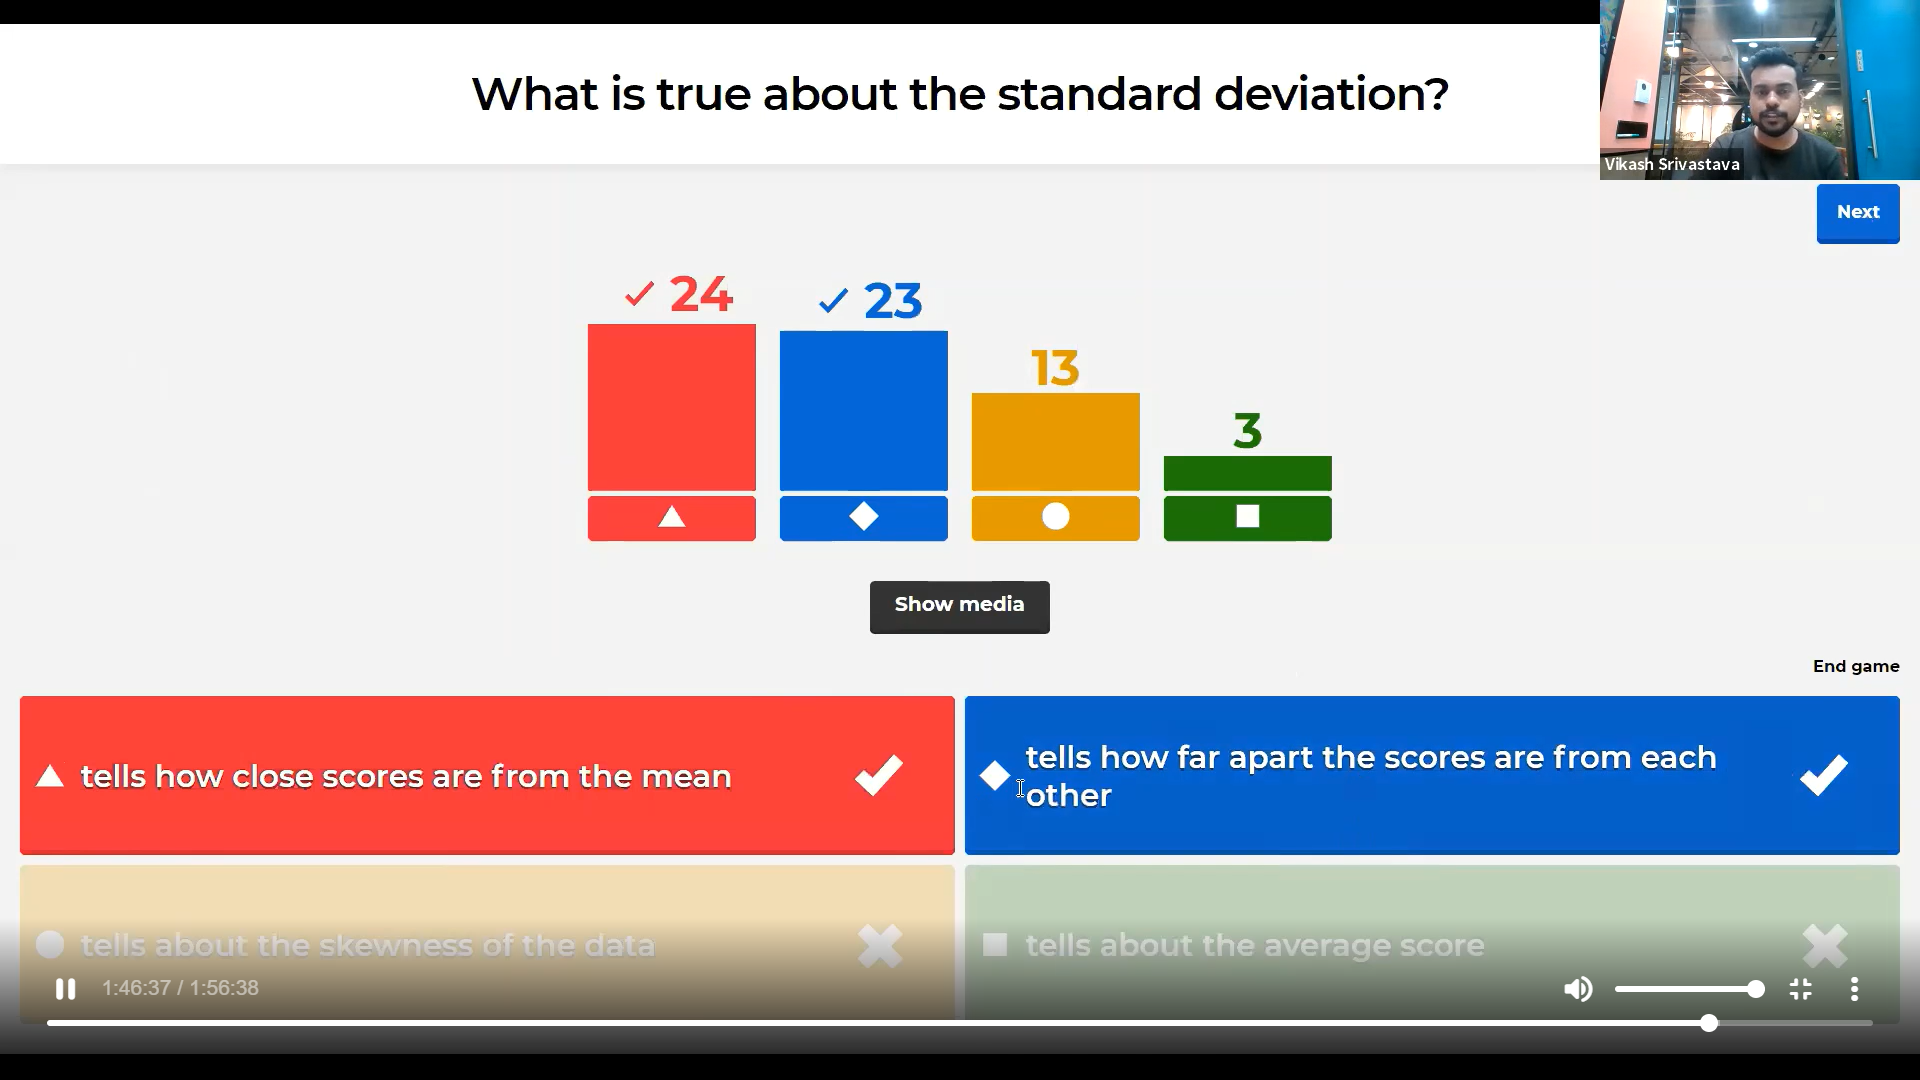 What is true about the standard deviation?
Vikash Srivastava
Next
24
23
13
3
Show media
End game
tells how close scores are from the mean
tells how far apart the scores are from each
other
tells about the skewness of the data
tells about the average score
1:46:37 / 1:56:38